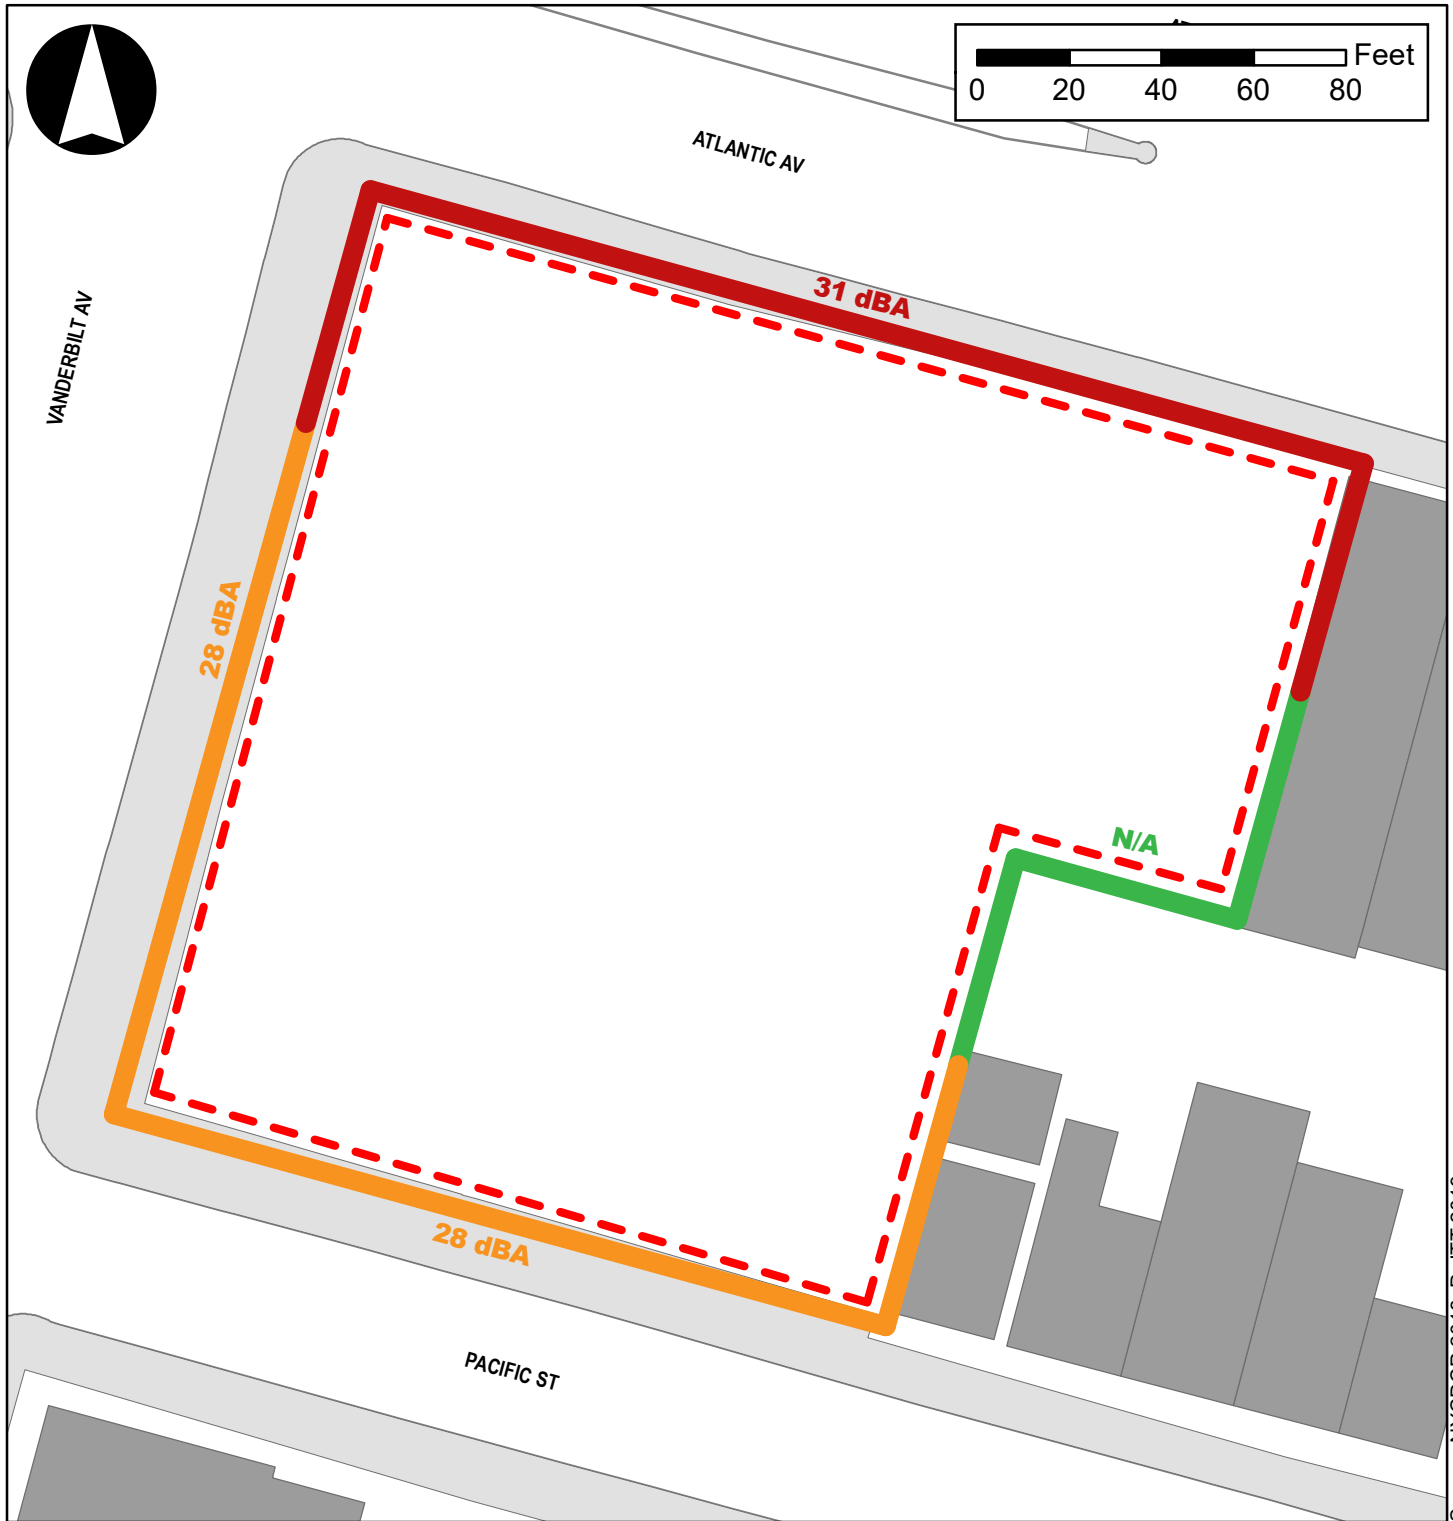 Feet
0 20 40 60 80
ATLANTIC AV
31 dBA
VANDERBILT AV
28 dBA
N/A
28 dBA
PACIFIC ST